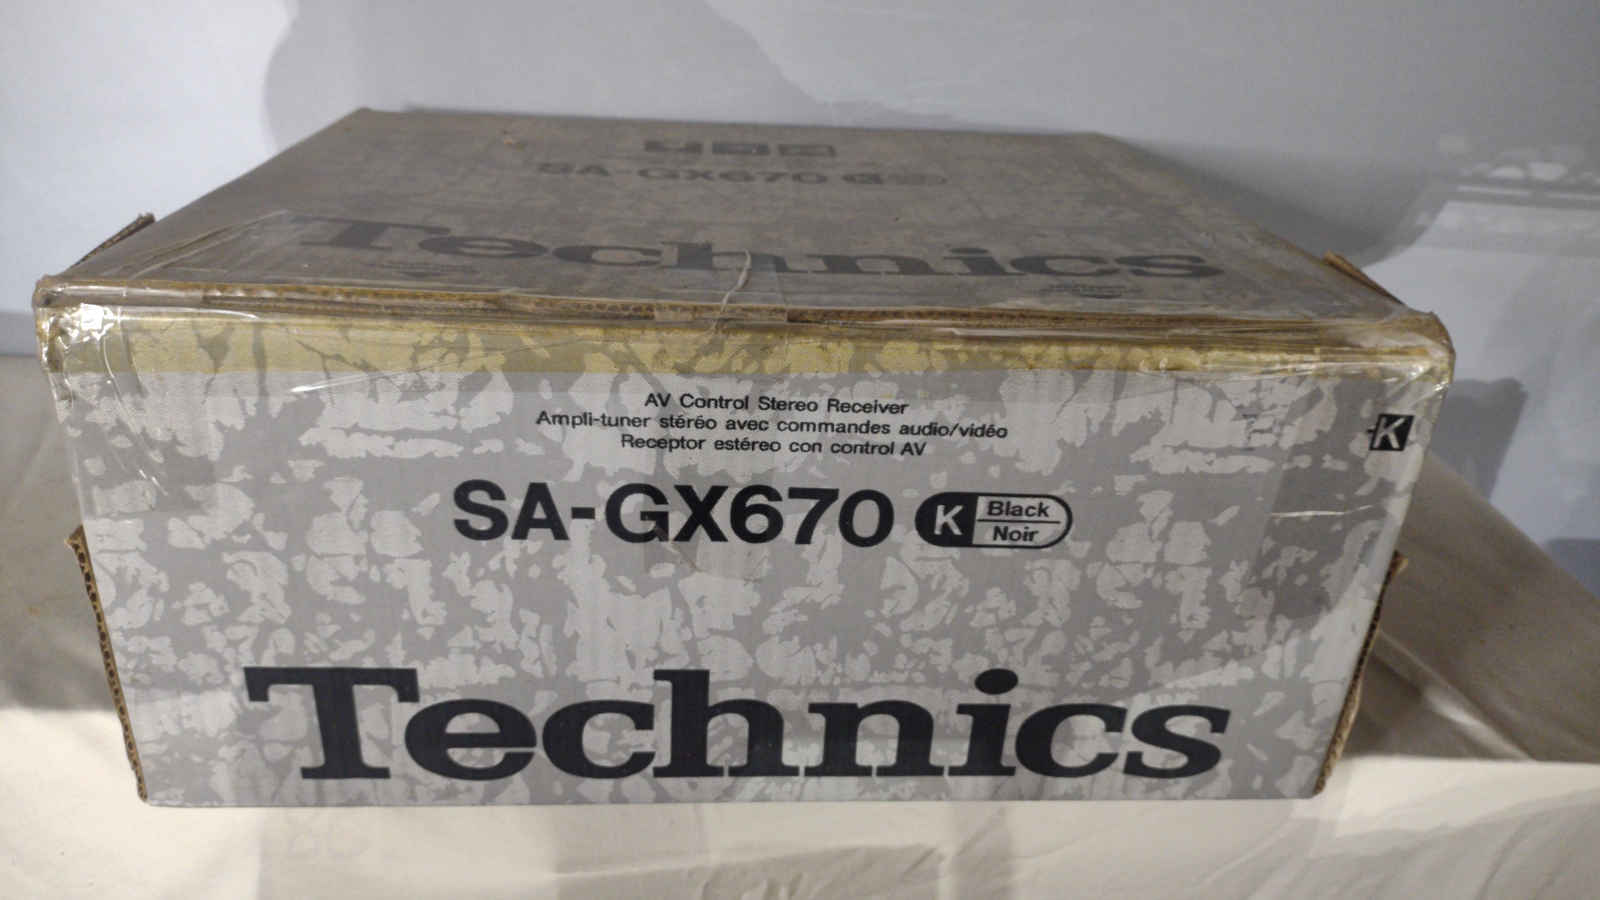 SA-GX670 K
Technics
AV Control Stereo Receiver
Ampli-tuner stéréo avec commandes audio/vidéo
Receptor estéreo con control AV
K
SA-GX670 K Black
Noir
Technics